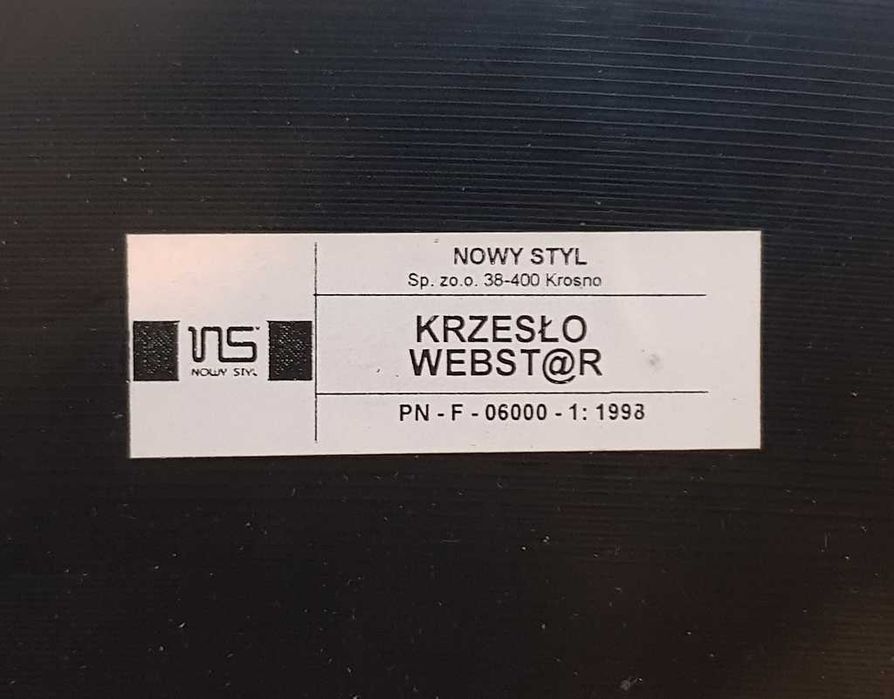 NOWY STYL
Sp. zo.o. 38-400 Krosno
NS
NOWY STYL
KRZESŁO
WEBST@R
PN - F - 06000 - 1: 1998